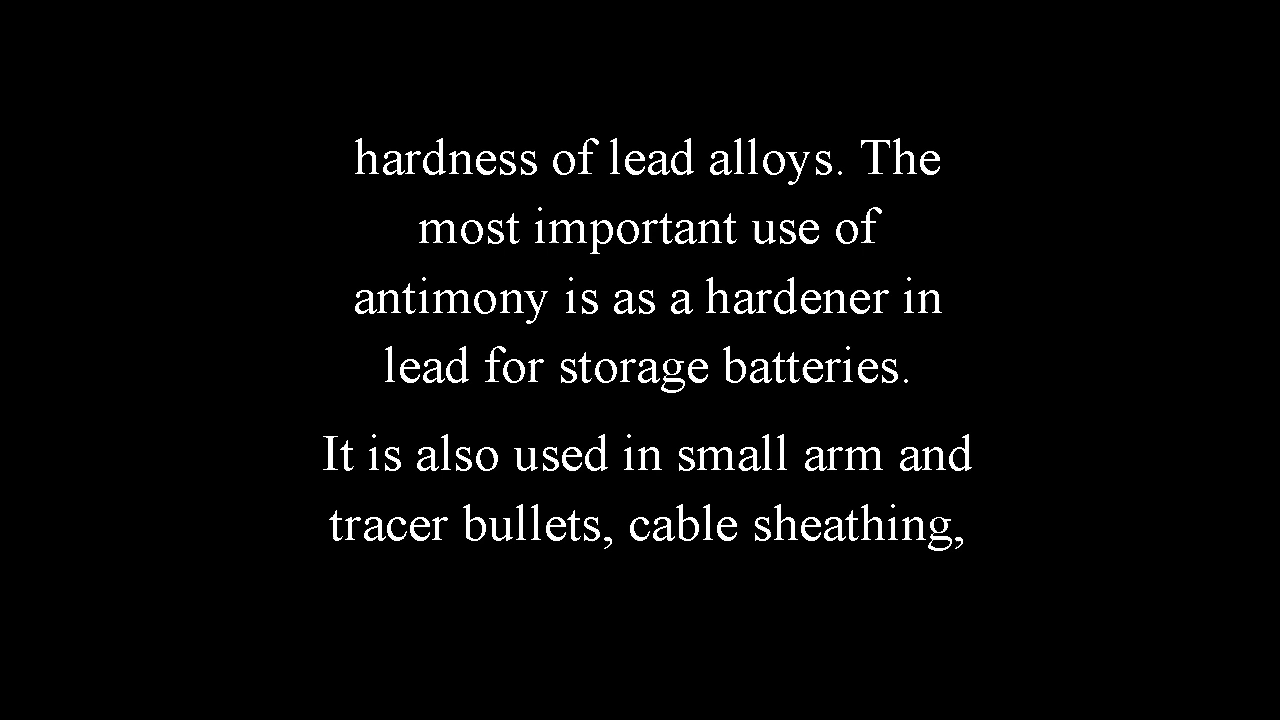 hardness of lead alloys. The
most important use of
antimony is as a hardener in
lead for storage batteries.
It is also used in small arm and
tracer bullets, cable sheathing,